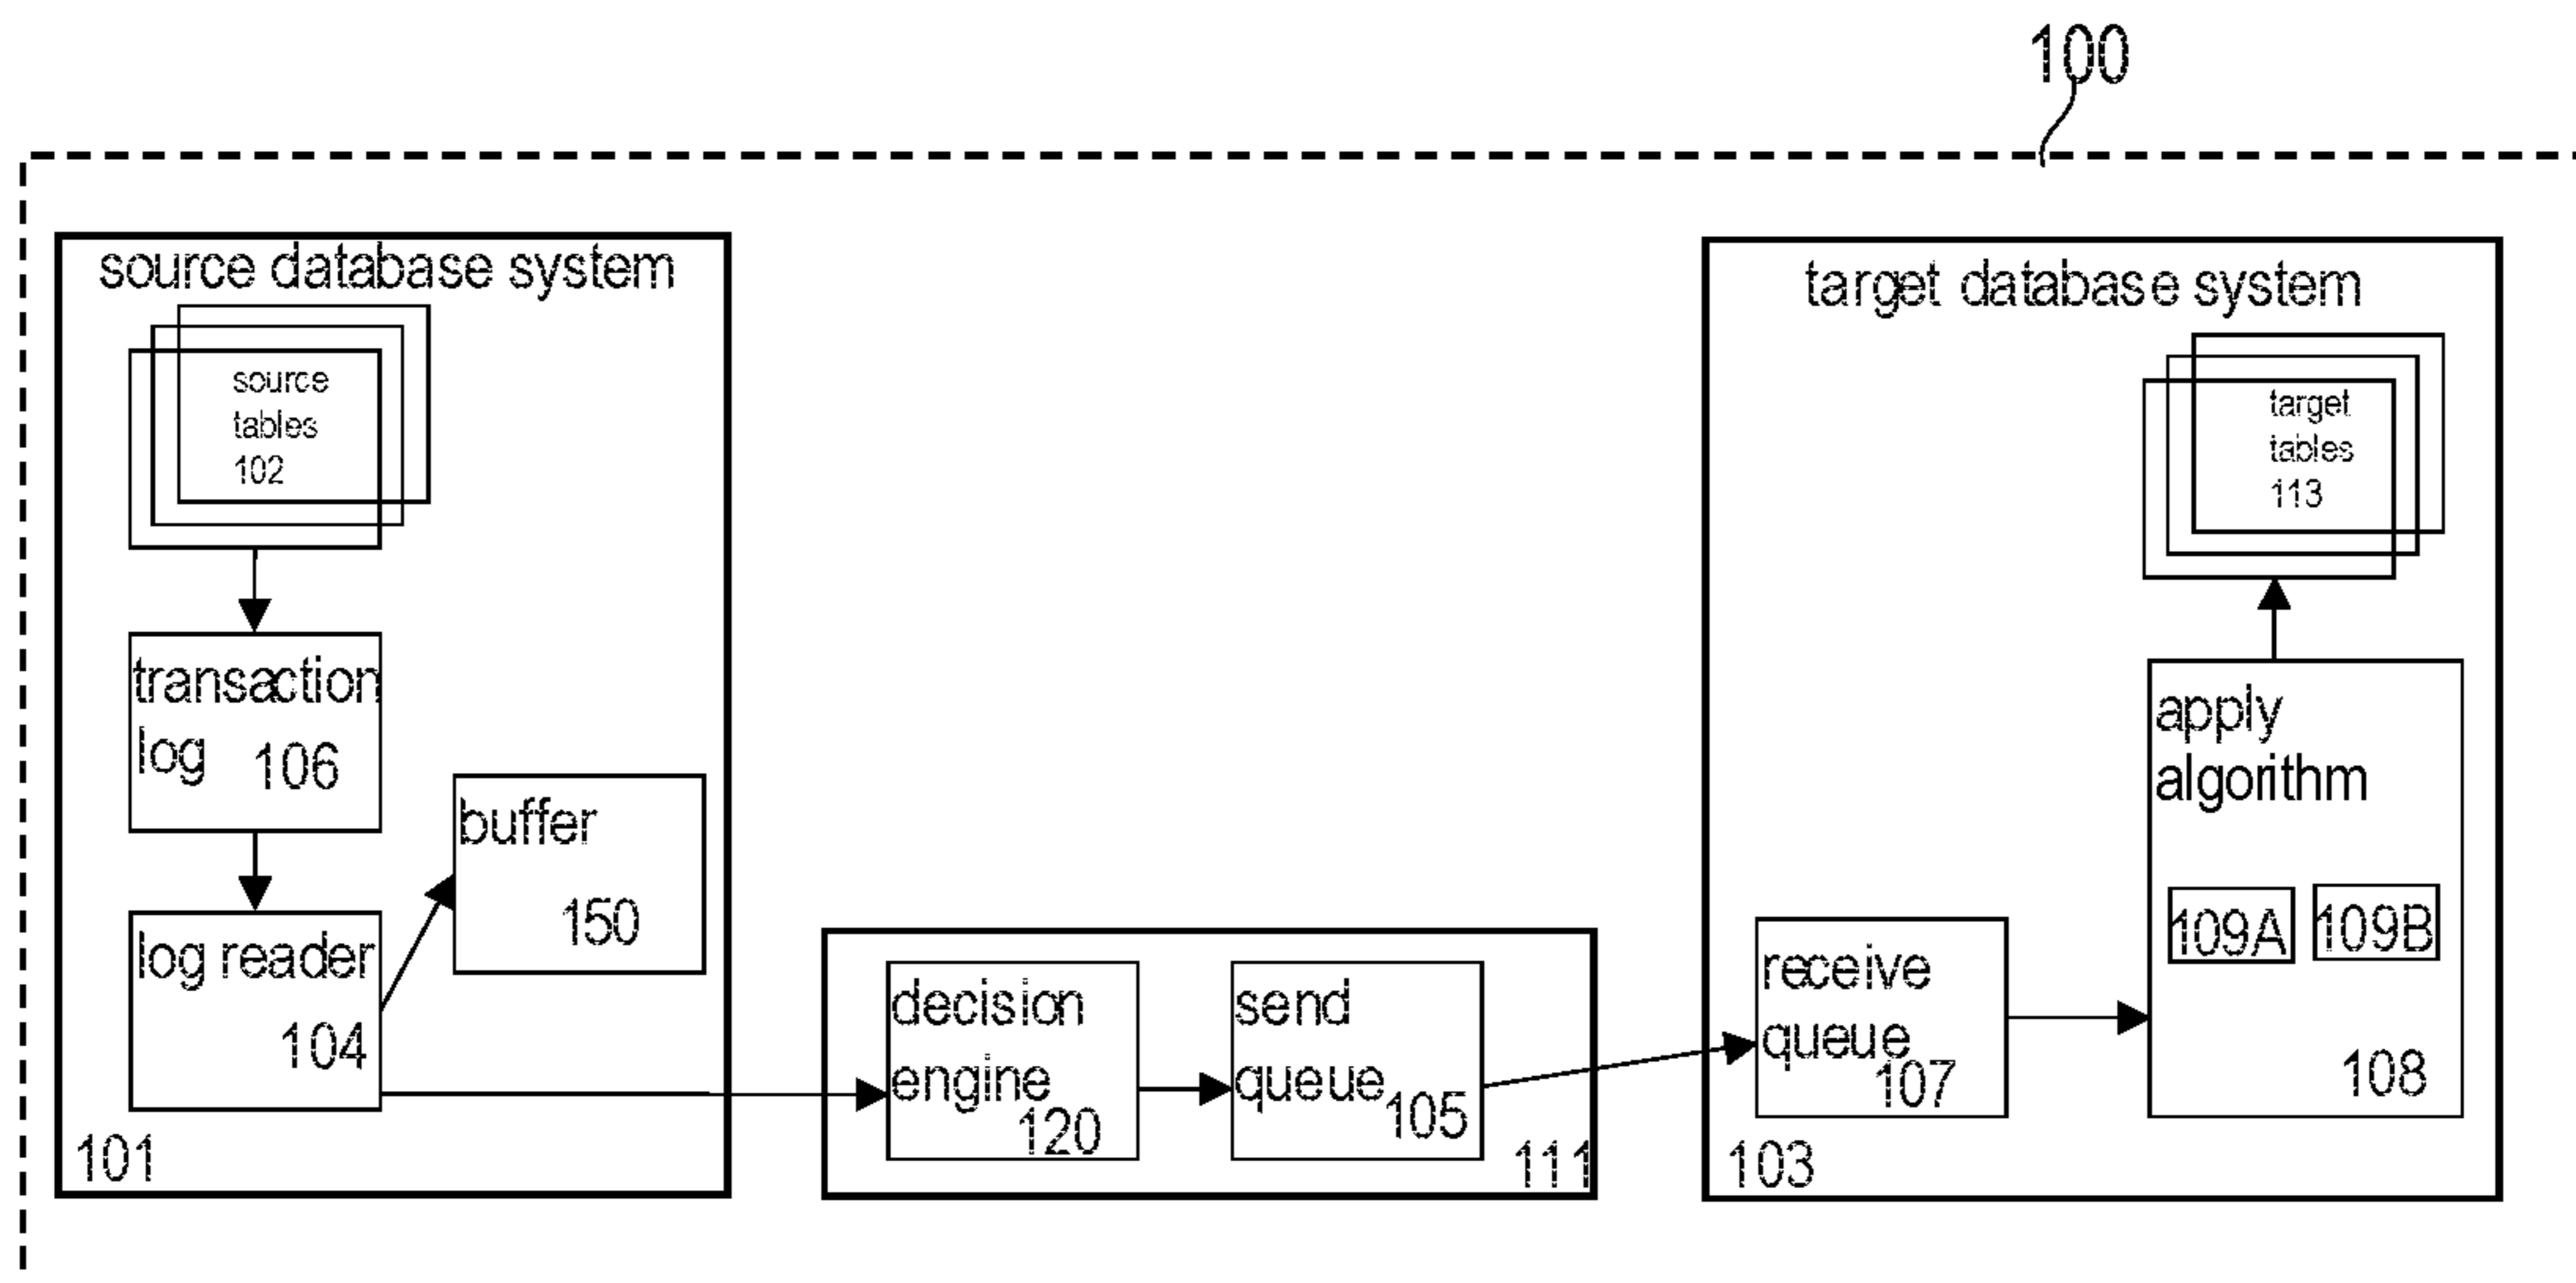 100
source database system
source
tables
102
transaction
log 106
buffer
150
log reader
104
101
decision
engine
120
send
queue
105
111
target database system
target
tables
113
apply
algorithm
109A 109B
108
receive
queue
107
103